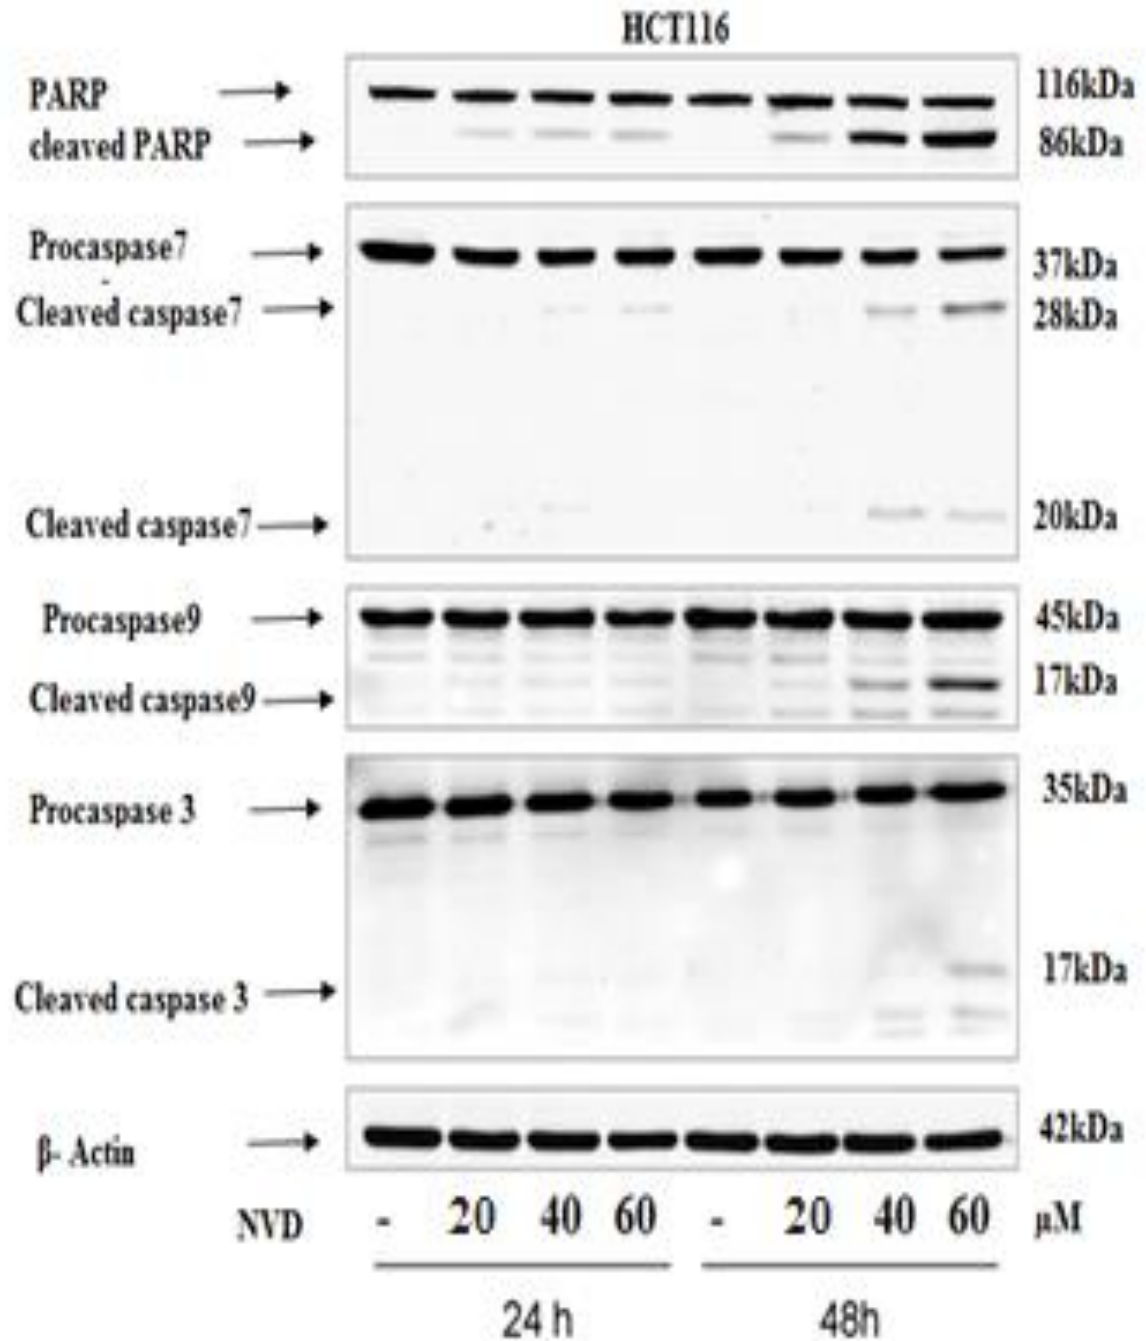 HCT116
PARP 116kDa
cleaved PARP 86kDa
Procaspase7 37kDa
Cleaved caspase7 28kDa
Cleaved caspase7 20kDa
Procaspase9 45kDa
Cleaved caspase9 17kDa
Procaspase 3 35kDa
Cleaved caspase 3 17kDa
β- Actin 42kDa
NVD - 20 40 60 - 20 40 60 µM
24 h 48h